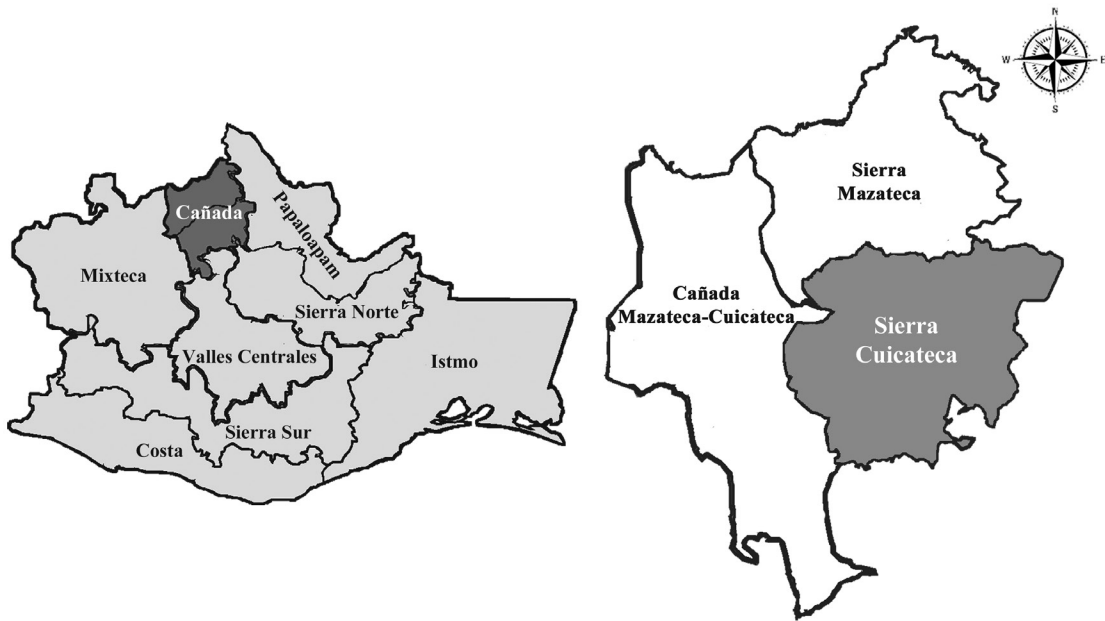 Cañada
Papaloapam
Mixteca
Sierra Norte
Valles Centrales
Istmo
Sierra Sur
Costa
N
W
E
S
Sierra
Mazateca
Cañada
Mazateca-Cuicateca
Sierra
Cuicateca